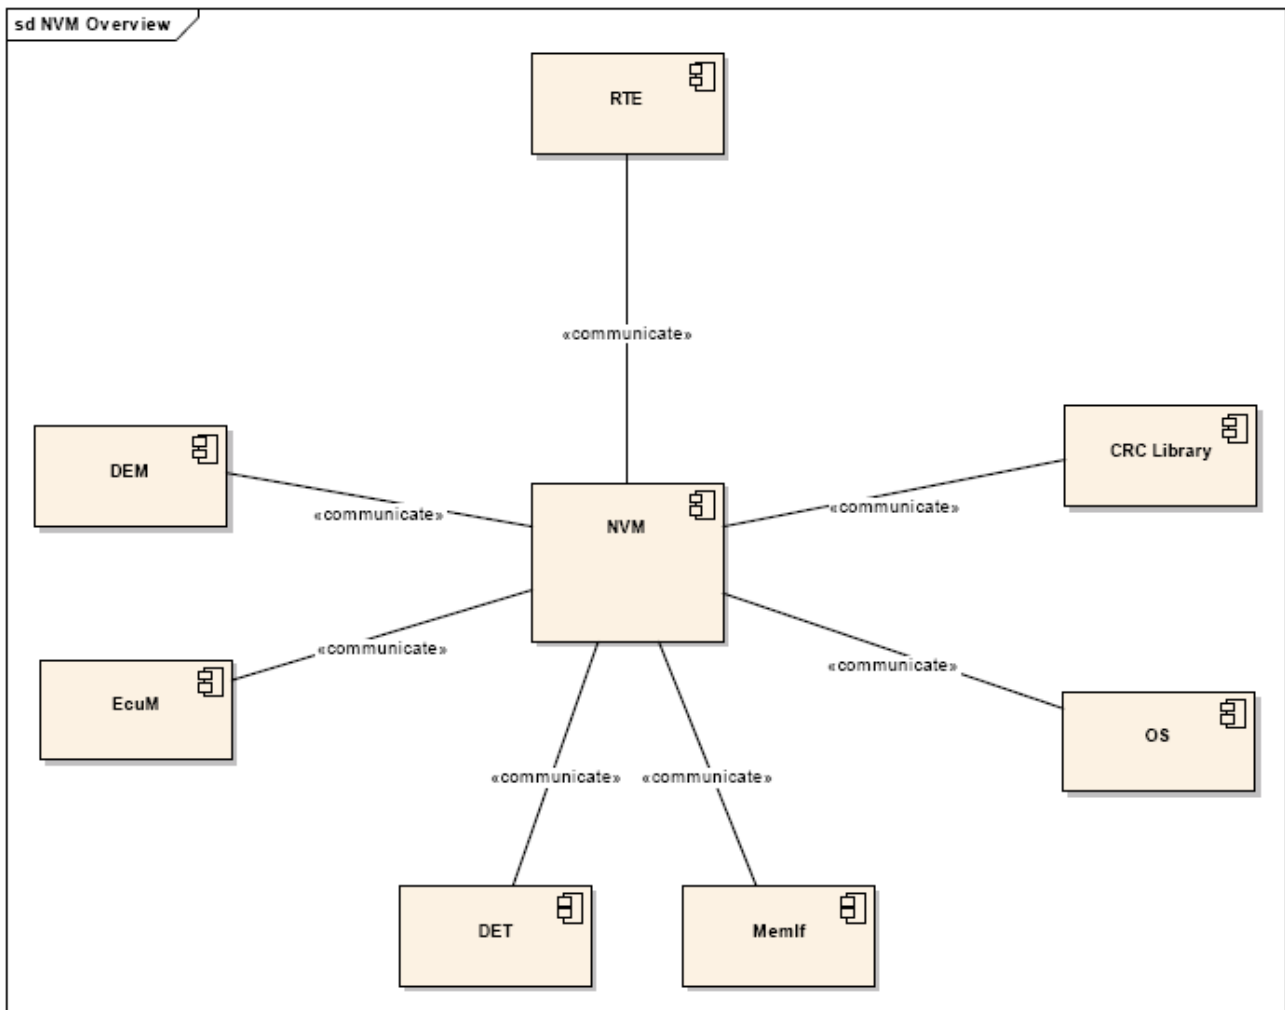 sd NVM Overview
RTE
«communicate»
CRC Library
DEM
«communicate»
«communicate»
NVM
«communicate»
«communicate»
EcuM
OS
«communicate»
«communicate»
DET
MemIf